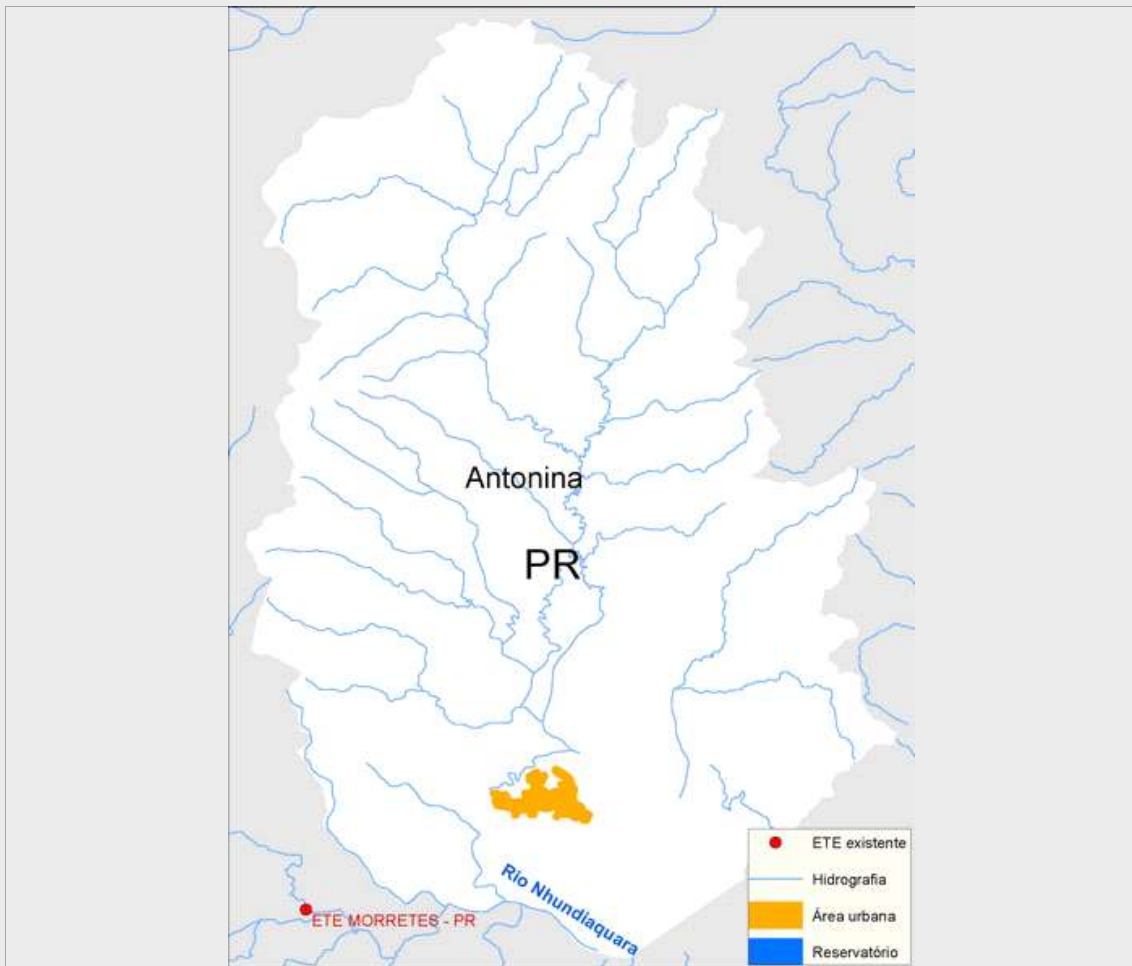 Antonina
PR
Rio Nhundiaquara
ETE MORRETES - PR
ETE existente
Hidrografia
Área urbana
Reservatório